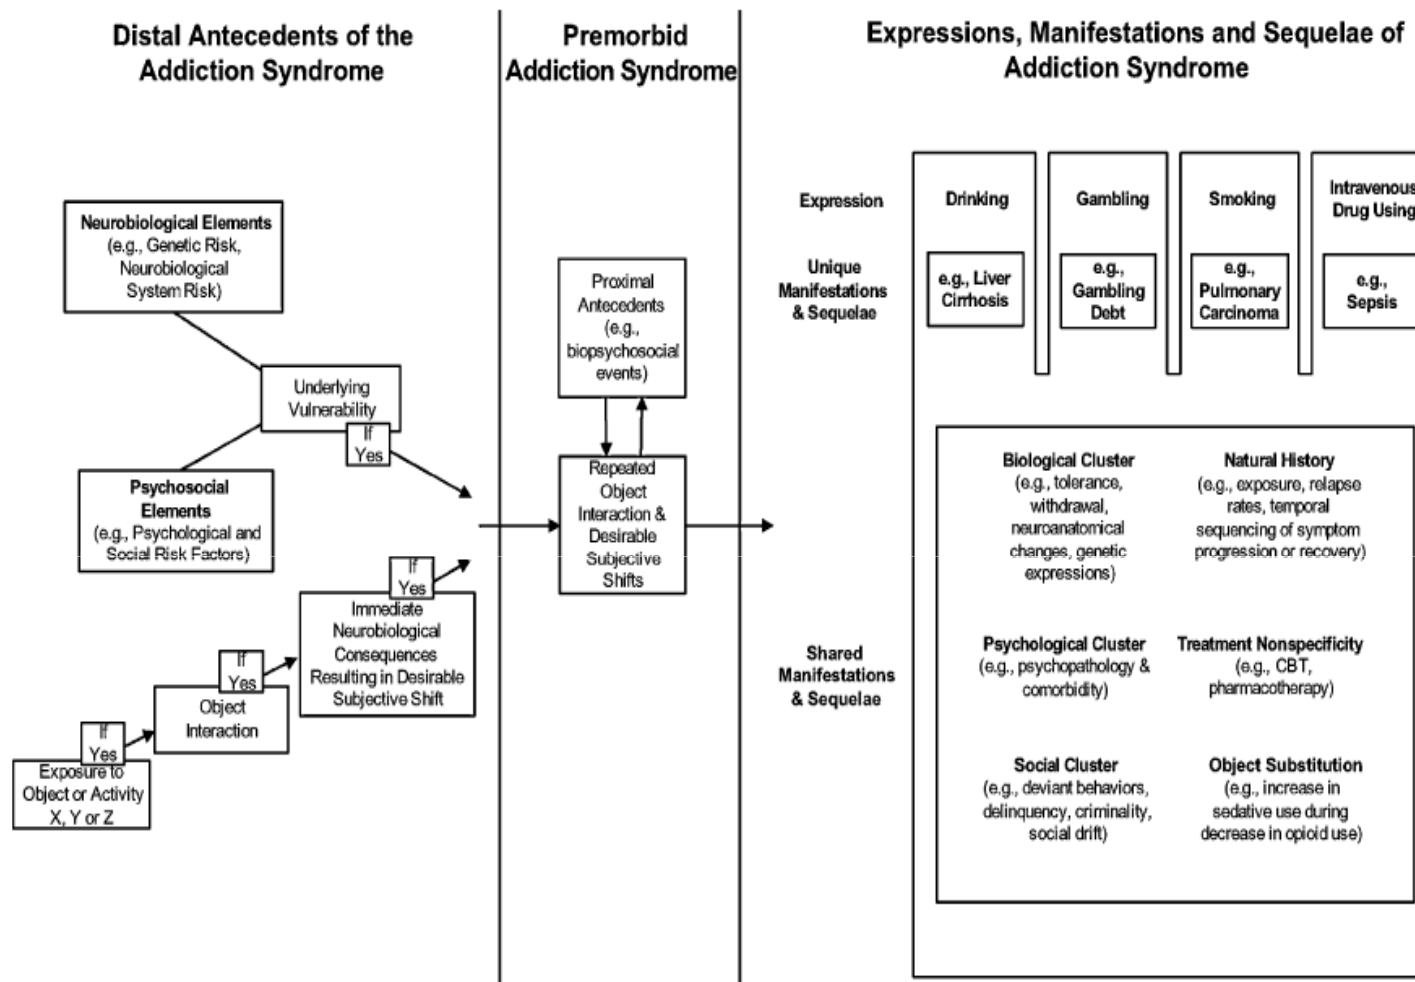 Distal Antecedents of the
Addiction Syndrome
Premorbid
Addiction Syndrome
Expressions, Manifestations and Sequelae of
Addiction Syndrome
Neurobiological Elements
(e.g., Genetic Risk,
Neurobiological
System Risk)
Underlying
Vulnerability
If
Yes
Psychosocial
Elements
(e.g., Psychological and
Social Risk Factors)
If
Yes
Immediate
Neurobiological
Consequences
Resulting in Desirable
Subjective Shift
If
Yes
Object
Interaction
If
Yes
Exposure to
Object or Activity
X, Y or Z
Proximal
Antecedents
(e.g.,
biopsychosocial
events)
Repeated
Object
Interaction &
Desirable
Subjective
Shifts
Expression
Drinking
Gambling
Smoking
Intravenous
Drug Using
Unique
Manifestations
& Sequelae
e.g., Liver
Cirrhosis
e.g.,
Gambling
Debt
e.g.,
Pulmonary
Carcinoma
e.g.,
Sepsis
Shared
Manifestations
& Sequelae
Biological Cluster
(e.g., tolerance,
withdrawal,
neuroanatomical
changes, genetic
expressions)
Natural History
(e.g., exposure, relapse
rates, temporal
sequencing of symptom
progression or recovery)
Psychological Cluster
(e.g., psychopathology &
comorbidity)
Treatment Nonspecificity
(e.g., CBT,
pharmacotherapy)
Social Cluster
(e.g., deviant behaviors,
delinquency, criminality,
social drift)
Object Substitution
(e.g., increase in
sedative use during
decrease in opioid use)